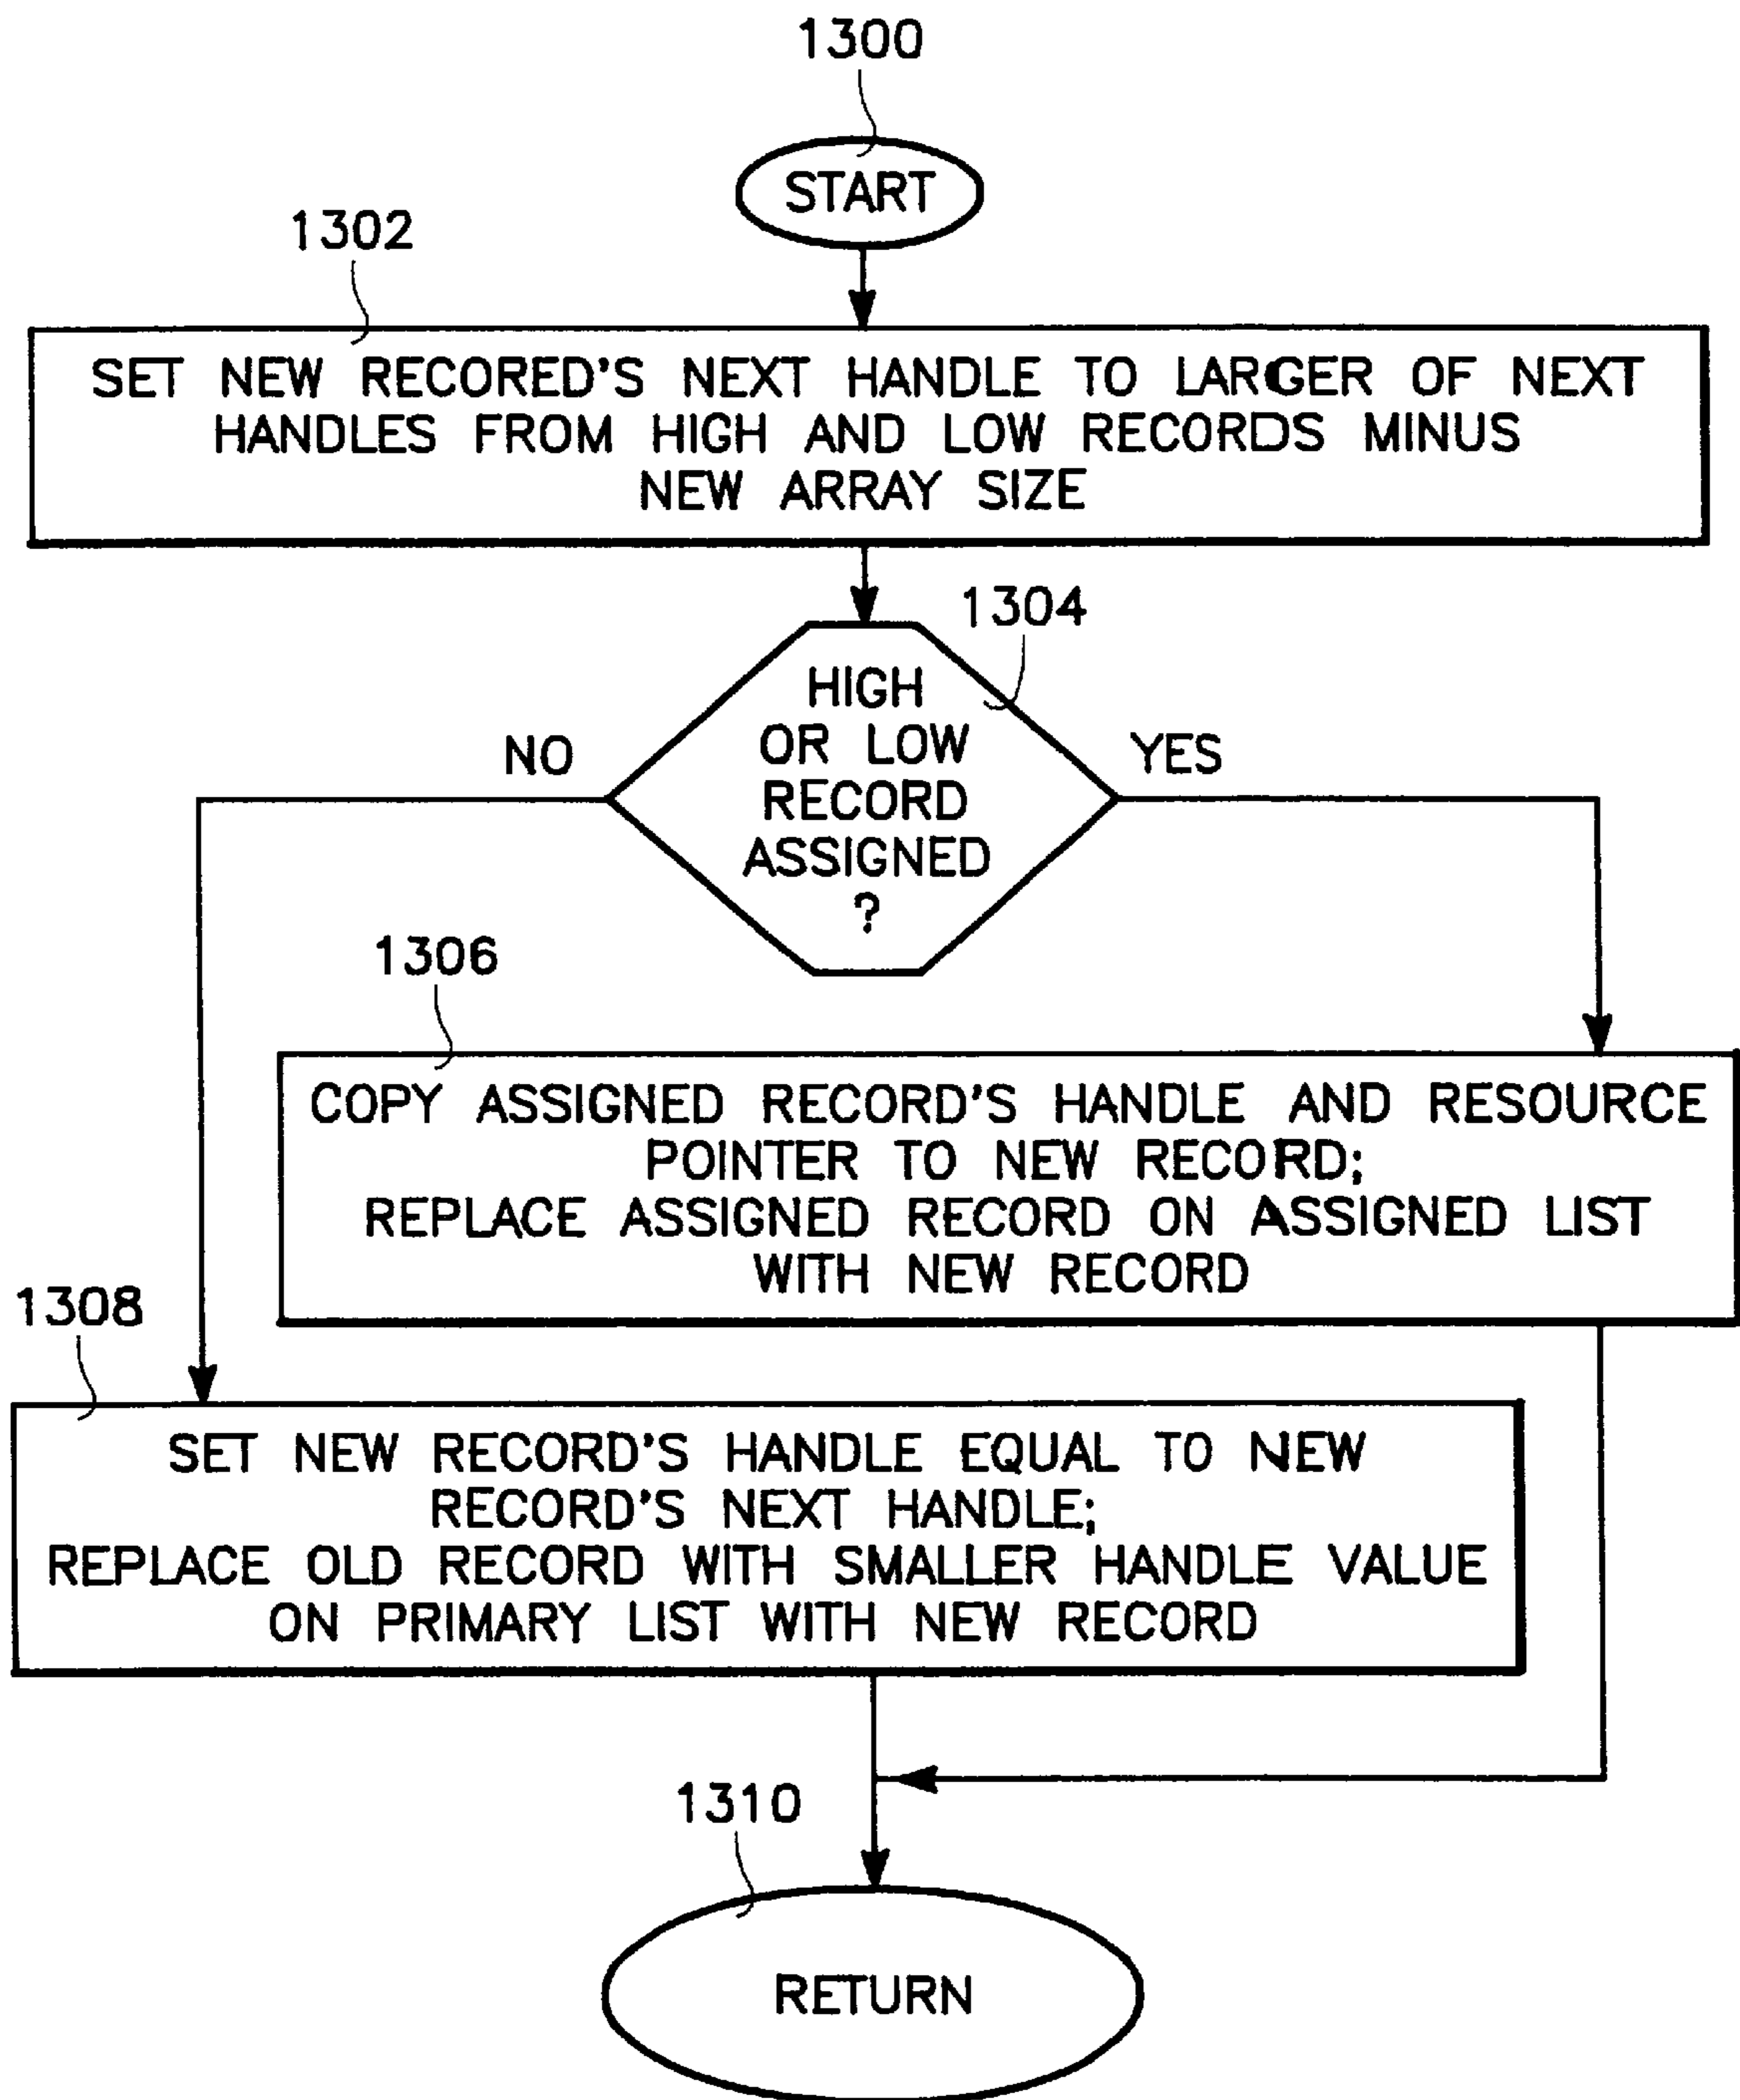 1300
START
1302
SET NEW RECORED'S NEXT HANDLE TO LARGER OF NEXT
HANDLES FROM HIGH AND LOW RECORDS MINUS
NEW ARRAY SIZE
1304
HIGH
OR LOW
RECORD
ASSIGNED
?
NO
YES
1306
COPY ASSIGNED RECORD'S HANDLE AND RESOURCE
POINTER TO NEW RECORD;
REPLACE ASSIGNED RECORD ON ASSIGNED LIST
WITH NEW RECORD
1308
SET NEW RECORD'S HANDLE EQUAL TO NEW
RECORD'S NEXT HANDLE;
REPLACE OLD RECORD WITH SMALLER HANDLE VALUE
ON PRIMARY LIST WITH NEW RECORD
1310
RETURN